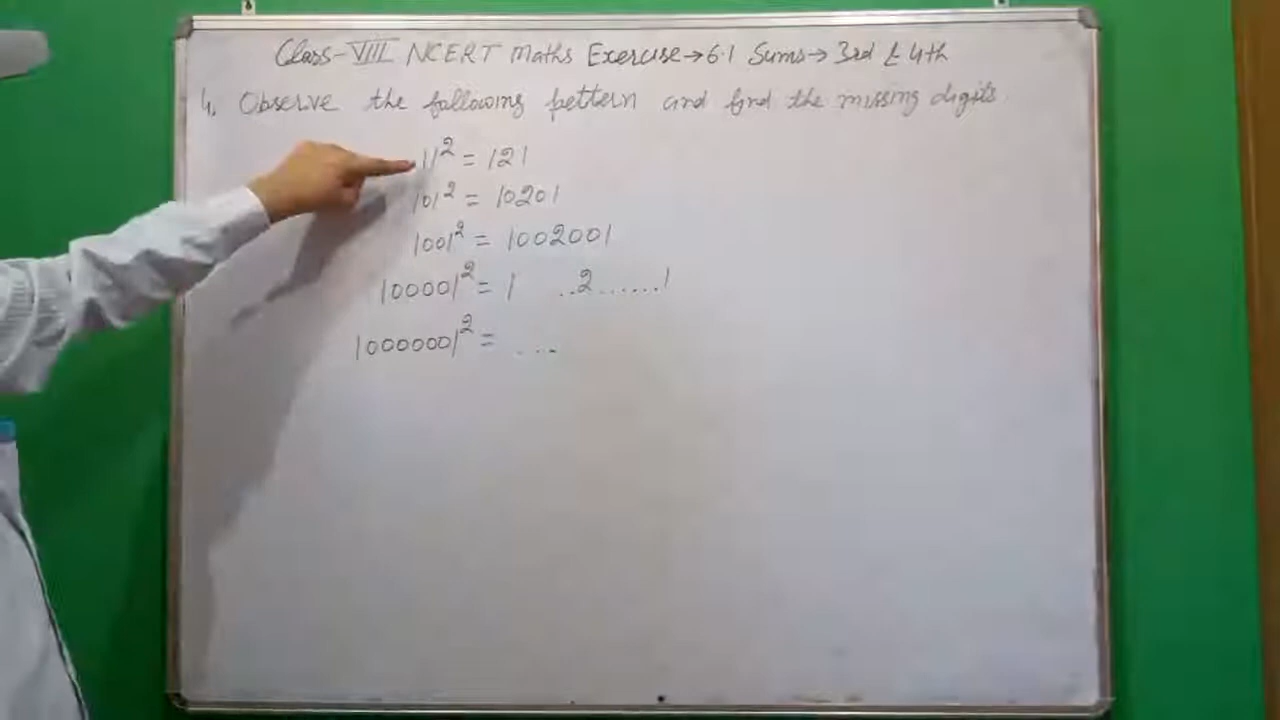 Class-VIII NCERT Maths Exercise→6.1 Sums→3rd & 4th
4. Observe the following pettern and find the missing digits.
11² = 121
101² = 10201
1001² = 1002001
100001² = 1 ..2......1
10000001² = ....